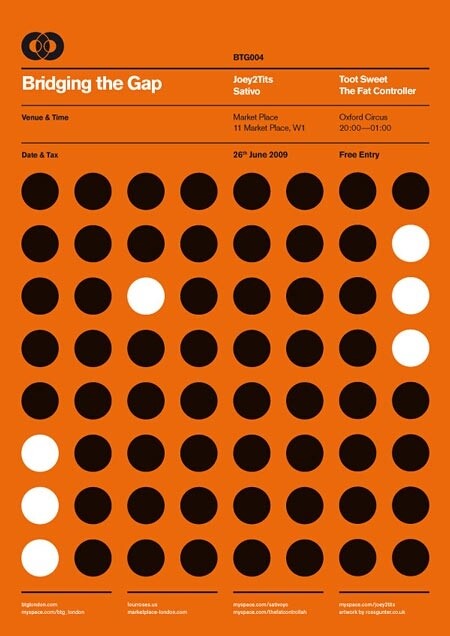 BTG004
Bridging the Gap
Joey2Tits
Sativo
Toot Sweet
The Fat Controller
Venue & Time
Market Place
11 Market Place, W1
Oxford Circus
20:00—01:00
Date & Tax
26th June 2009
Free Entry
btglondon.com
myspace.com/btg_london
fourroses.us
marketplace-london.com
myspace.com/sativoyo
myspace.com/thefatcontrollah
myspace.com/joey2tits
artwork by rossgunter.co.uk